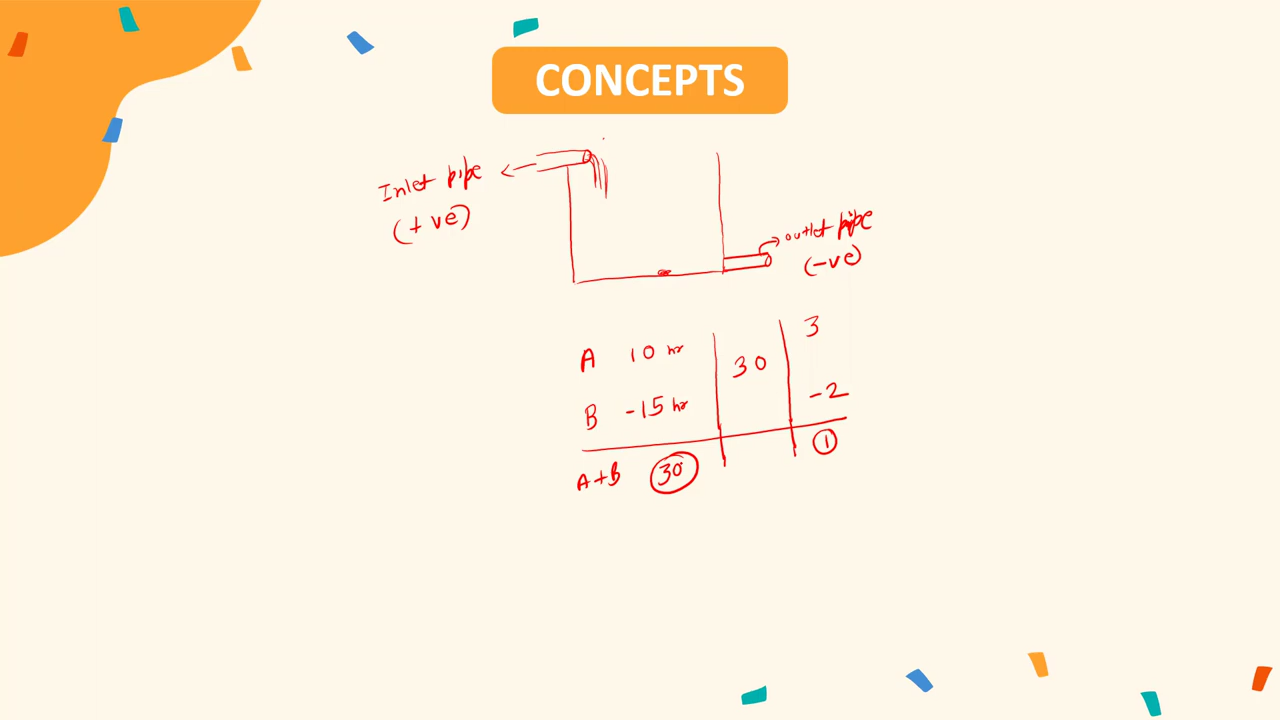 CONCEPTS
Inlet pipe
(+ve)
outlet pipe
(-ve)
A 10 hr 30 3
B -15 hr -2
A+B 30 1